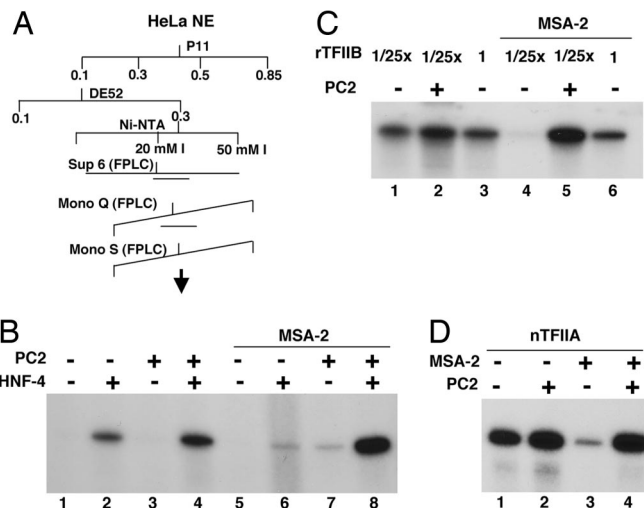 A
HeLa NE
P11
0.1 0.3 0.5 0.85
DE52
0.1 0.3
Ni-NTA
20 mM I 50 mM I
Sup 6 (FPLC)
Mono Q (FPLC)
Mono S (FPLC)
B
MSA-2
PC2 - - + + - - + +
HNF-4 - + - + - + - +
1 2 3 4 5 6 7 8
C
MSA-2
rTFIIB 1/25x 1/25x 1 1/25x 1/25x 1
PC2 - + - - + -
1 2 3 4 5 6
D
nTFIIA
MSA-2 - - + +
PC2 - + - +
1 2 3 4